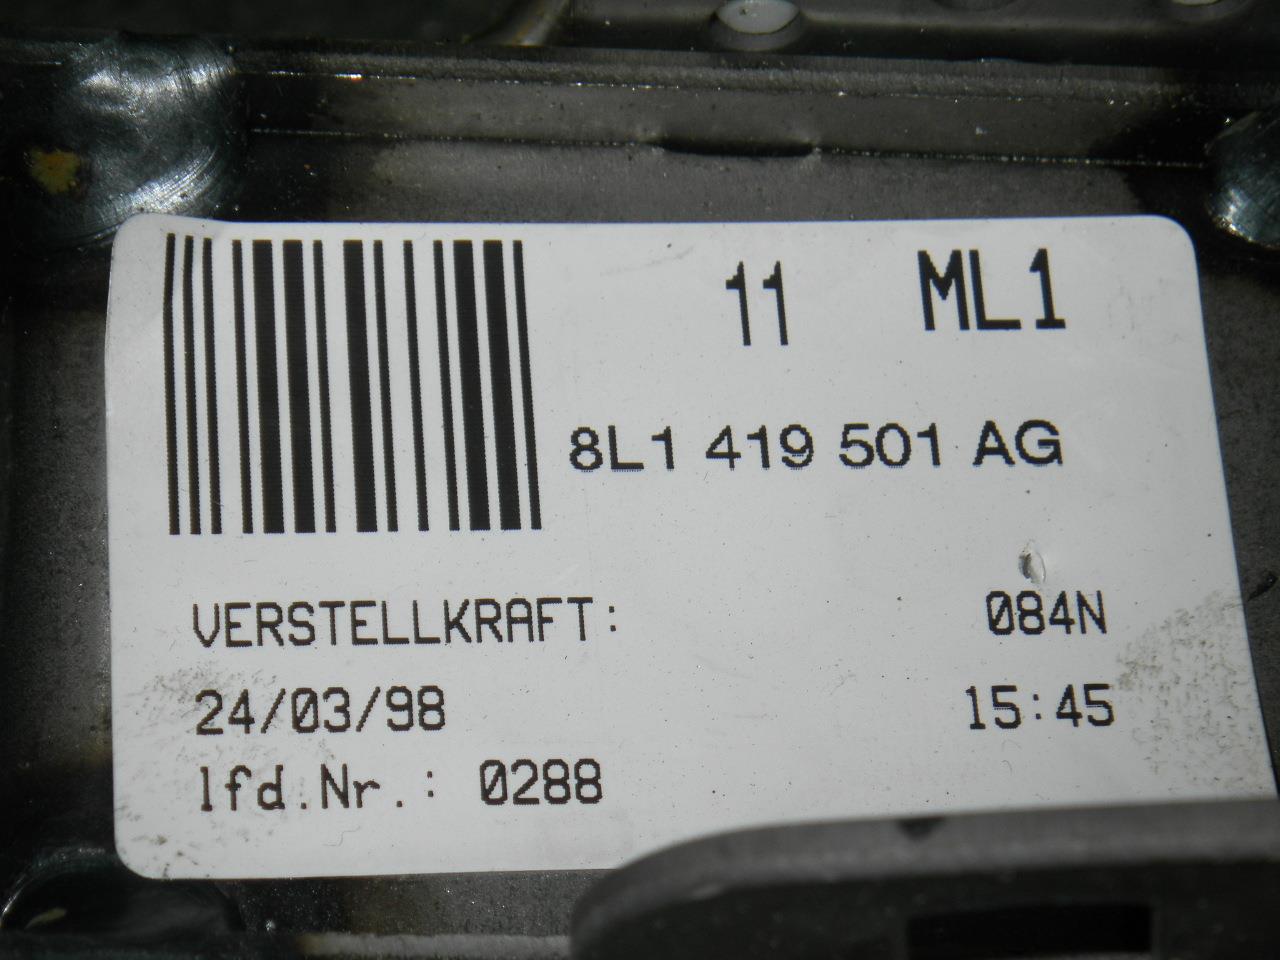 11 ML1
8L1 419 501 AG
VERSTELLKRAFT: 084N
24/03/98 15:45
lfd.Nr.: 0288